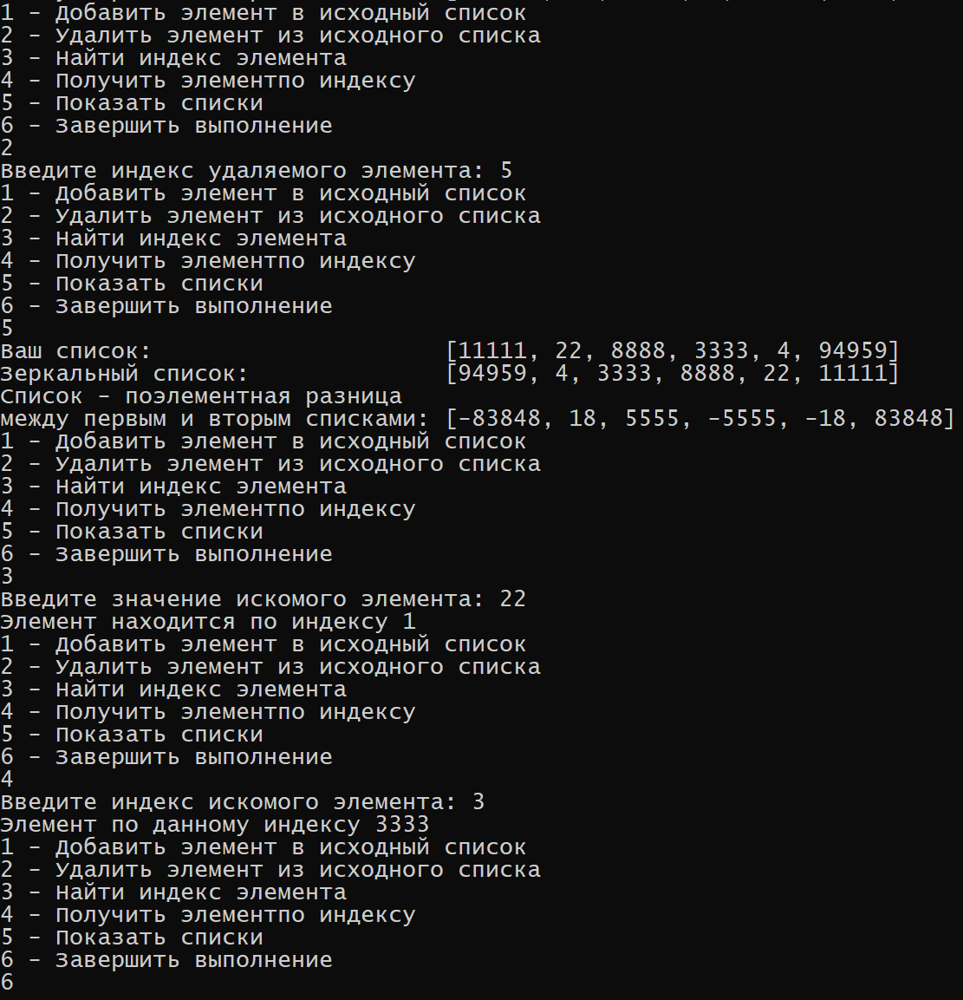 1 - Добавить элемент в исходный список
2 - Удалить элемент из исходного списка
3 - Найти индекс элемента
4 - Получить элементпо индексу
5 - Показать списки
6 - Завершить выполнение
2
Введите индекс удаляемого элемента: 5
1 - Добавить элемент в исходный список
2 - Удалить элемент из исходного списка
3 - Найти индекс элемента
4 - Получить элементпо индексу
5 - Показать списки
6 - Завершить выполнение
5
Ваш список: [11111, 22, 8888, 3333, 4, 94959]
Зеркальный список: [94959, 4, 3333, 8888, 22, 11111]
Список - поэлементная разница
между первым и вторым списками: [-83848, 18, 5555, -5555, -18, 83848]
1 - Добавить элемент в исходный список
2 - Удалить элемент из исходного списка
3 - Найти индекс элемента
4 - Получить элементпо индексу
5 - Показать списки
6 - Завершить выполнение
3
Введите значение искомого элемента: 22
Элемент находится по индексу 1
1 - Добавить элемент в исходный список
2 - Удалить элемент из исходного списка
3 - Найти индекс элемента
4 - Получить элементпо индексу
5 - Показать списки
6 - Завершить выполнение
4
Введите индекс искомого элемента: 3
Элемент по данному индексу 3333
1 - Добавить элемент в исходный список
2 - Удалить элемент из исходного списка
3 - Найти индекс элемента
4 - Получить элементпо индексу
5 - Показать списки
6 - Завершить выполнение
6